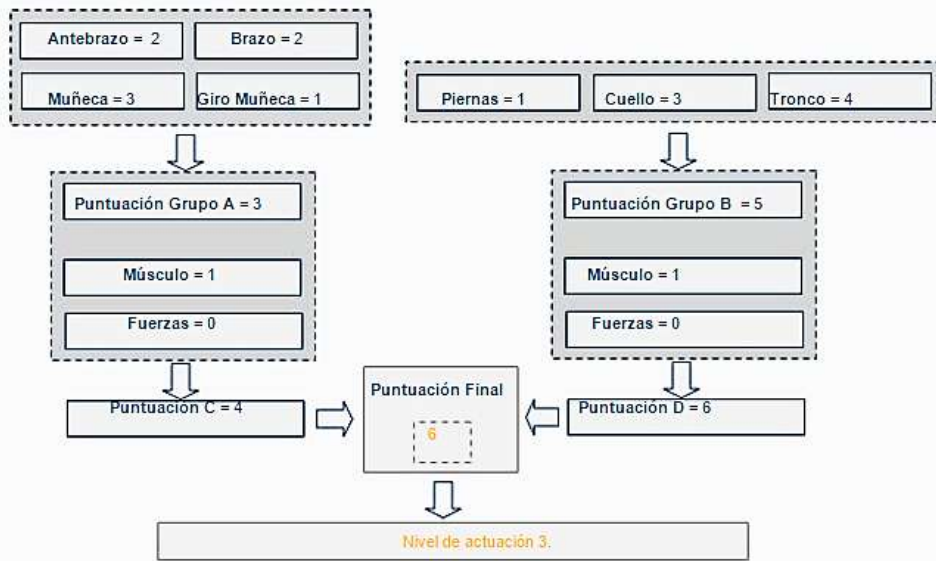 Antebrazo = 2
Brazo = 2
Muñeca = 3
Giro Muñeca = 1
Piernas = 1
Cuello = 3
Tronco = 4
Puntuación Grupo A = 3
Músculo = 1
Fuerzas = 0
Puntuación Grupo B = 5
Músculo = 1
Fuerzas = 0
Puntuación C = 4
Puntuación Final
6
Puntuación D = 6
Nivel de actuación 3.